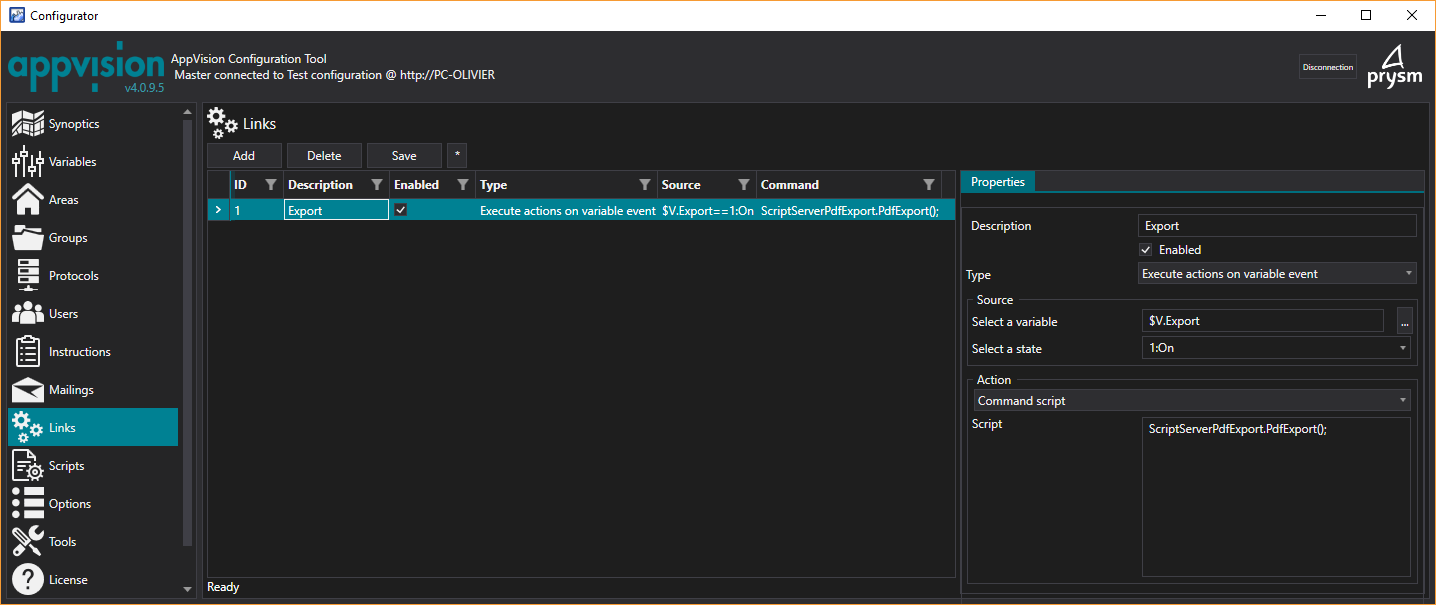 Configurator
appvision
v4.0.9.5
AppVision Configuration Tool
Master connected to Test configuration @ http://PC-OLIVIER
Disconnection
prysm
Synoptics
Variables
Areas
Groups
Protocols
Users
Instructions
Mailings
Links
Scripts
Options
Tools
License
Links
Add Delete Save *
ID Description Enabled Type Source Command
1 Export Execute actions on variable event $V.Export==1:On ScriptServerPdfExport.PdfExport();
Ready
Properties
Description Export
Enabled
Type Execute actions on variable event
Source
Select a variable $V.Export ...
Select a state 1:On
Action
Command script
Script ScriptServerPdfExport.PdfExport();